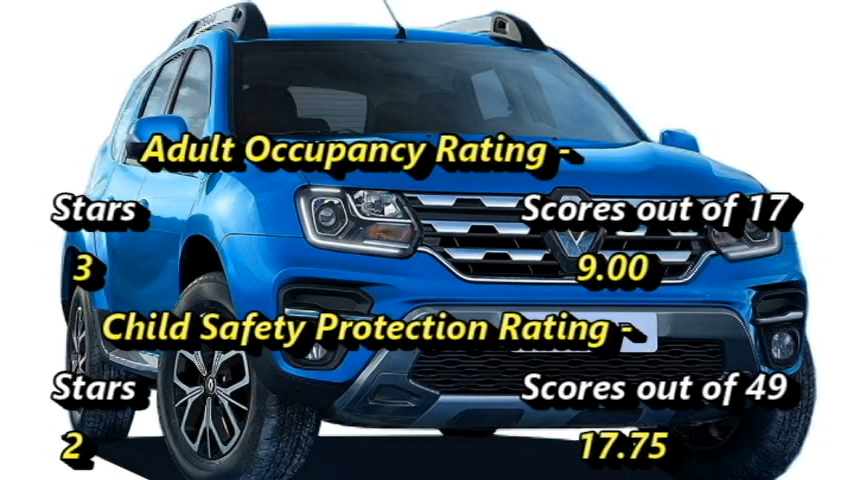 Adult Occupancy Rating -
Stars Scores out of 17
3 9.00
Child Safety Protection Rating -
Stars Scores out of 49
2 17.75